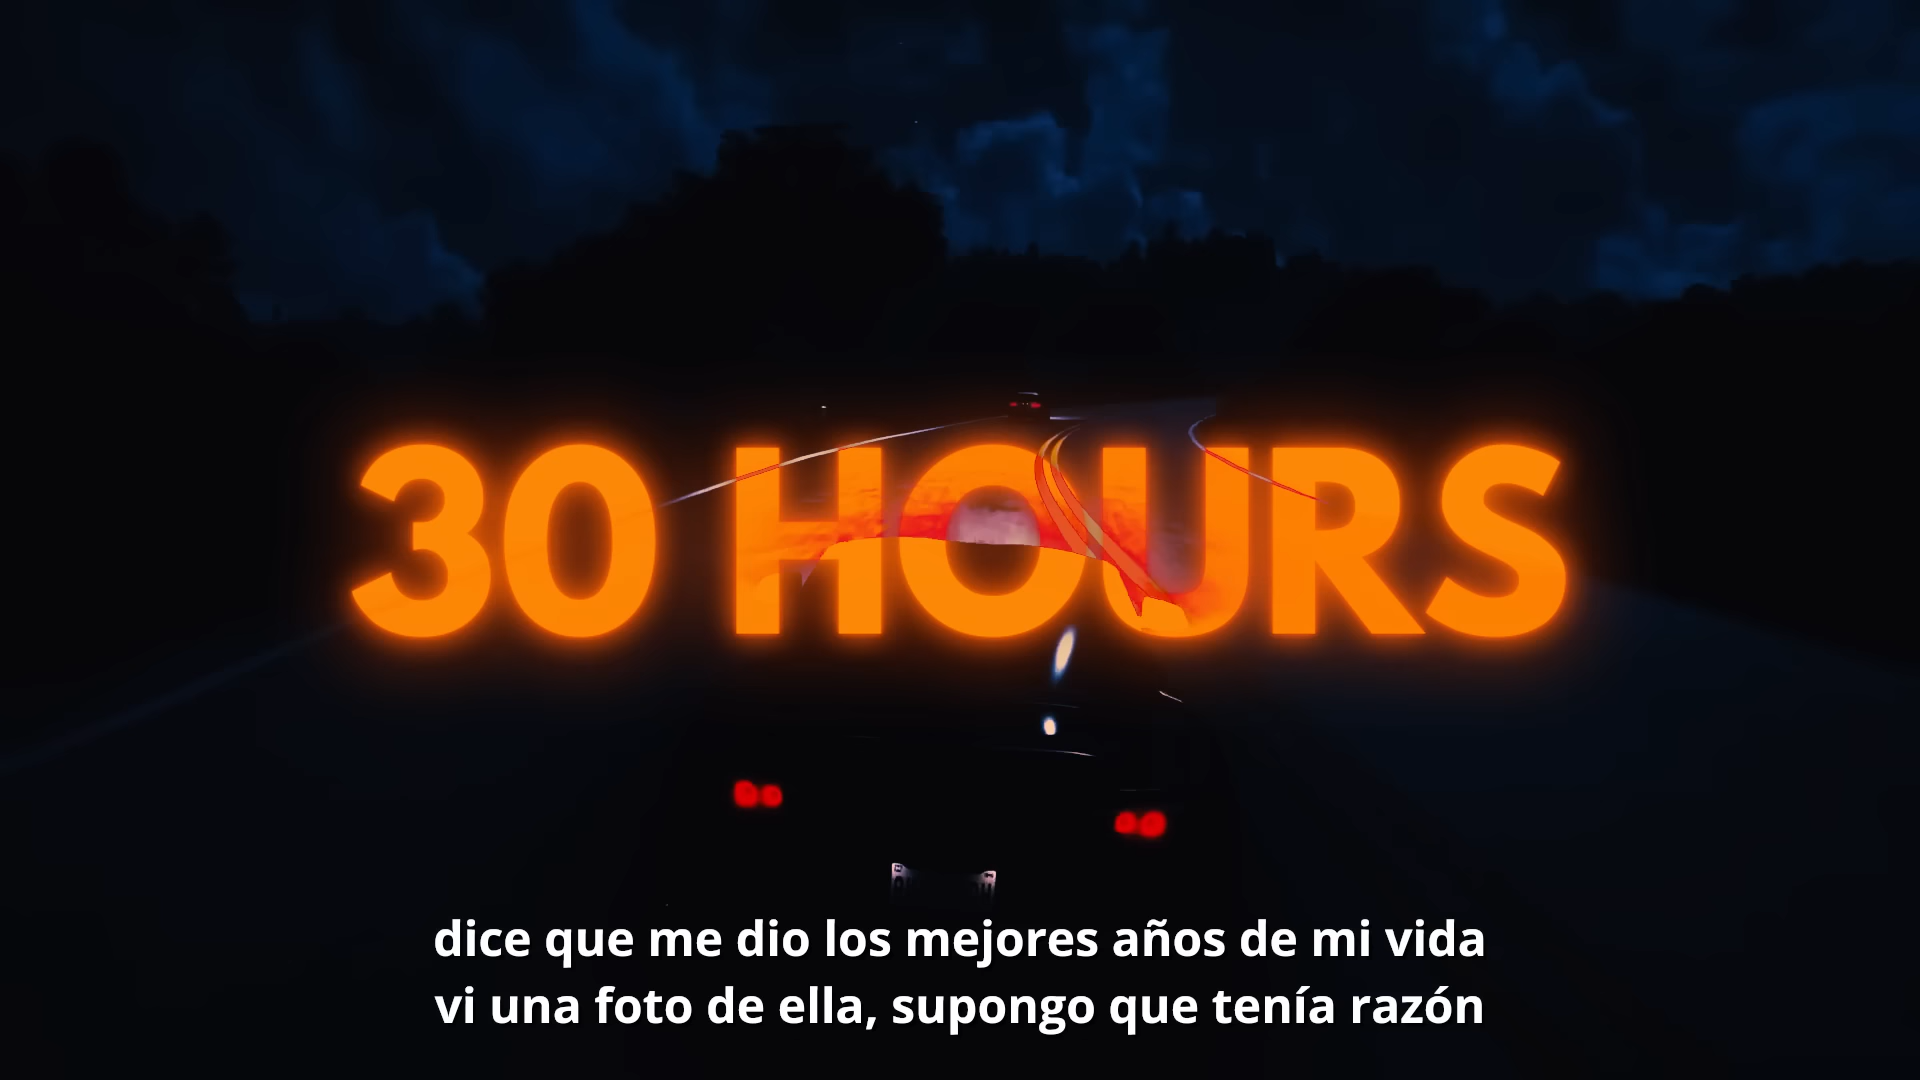 30 HOURS
dice que me dio los mejores años de mi vida
vi una foto de ella, supongo que tenía razón